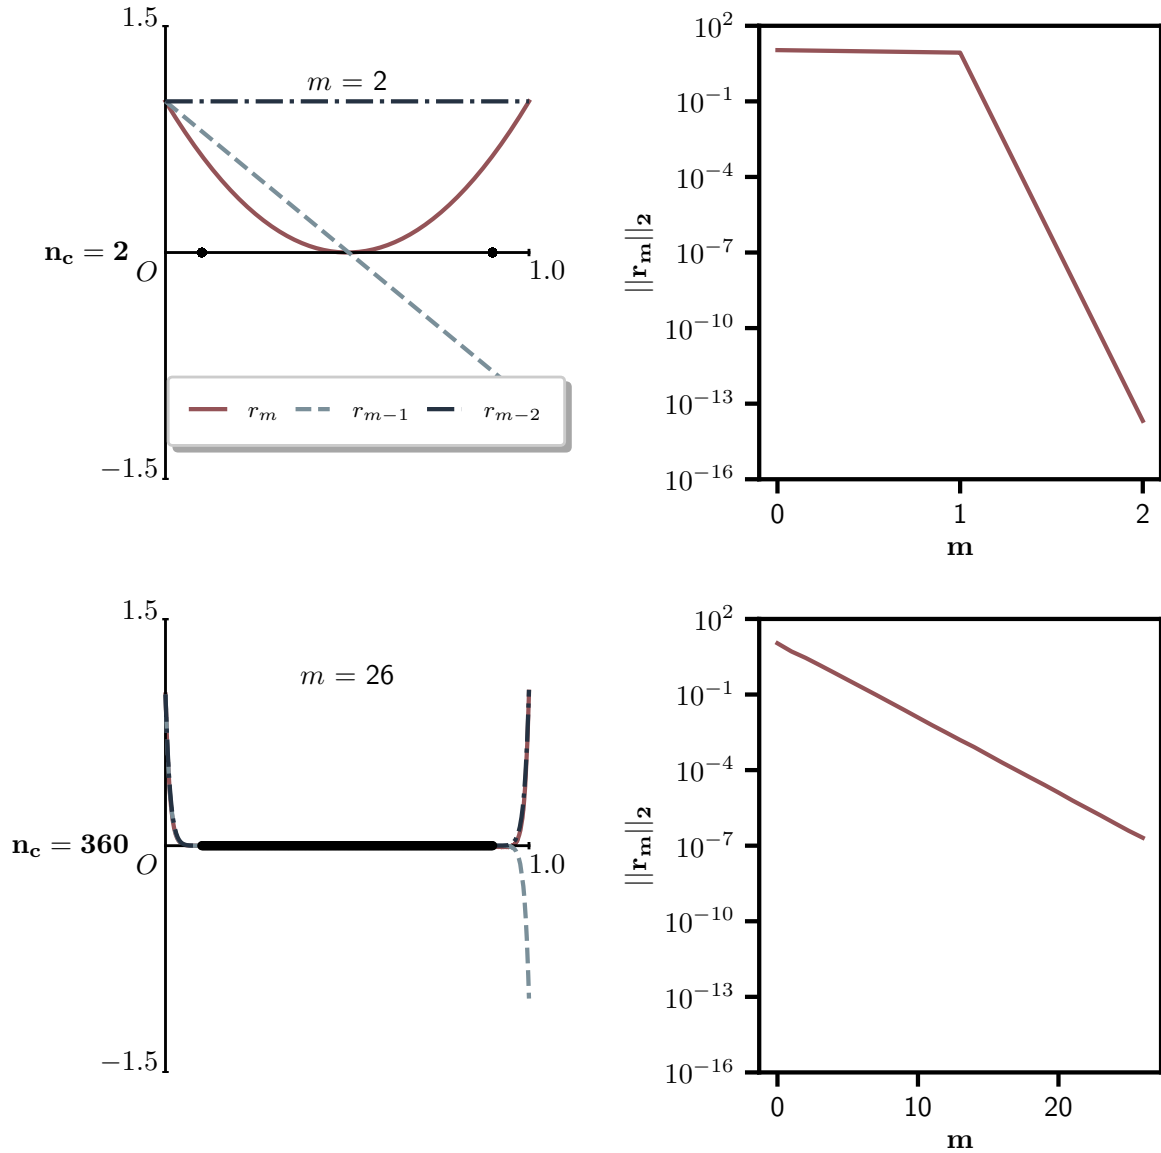 1.5
m = 2
n_c = 2
O
1.0
r_m r_{m−1} r_{m−2}
−1.5
10^2
10^{−1}
10^{−4}
10^{−7}
10^{−10}
10^{−13}
10^{−16}
||r_m||_2
0 1 2
m
1.5
m = 26
n_c = 360
O
1.0
−1.5
10^2
10^{−1}
10^{−4}
10^{−7}
10^{−10}
10^{−13}
10^{−16}
||r_m||_2
0 10 20
m